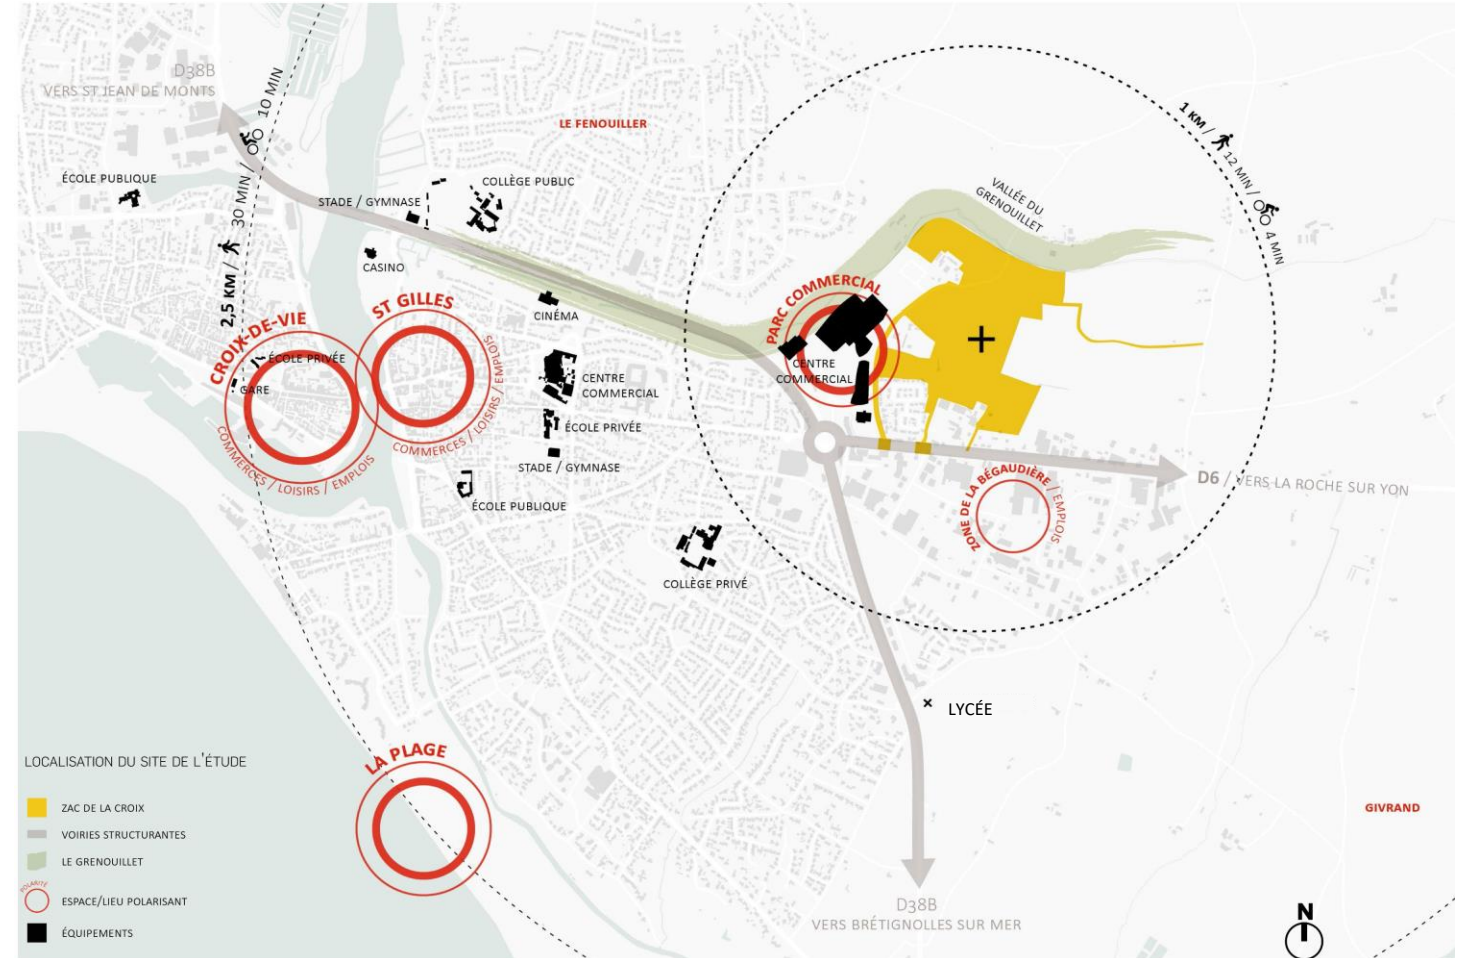 D38B
VERS ST JEAN DE MONTS
10 MIN
30 MIN /
2,5 KM /
LE FENOUILLER
1 KM /
12 MIN /
4 MIN
ÉCOLE PUBLIQUE
STADE / GYMNASE
COLLÈGE PUBLIC
VALLÉE DU
GRENOUILLET
CASINO
CINÉMA
PARC COMMERCIAL
CENTRE
COMMERCIAL
CROIX-DE-VIE
ÉCOLE PRIVÉE
GARE
COMMERCES / LOISIRS / EMPLOIS
ST GILLES
COMMERCES / LOISIRS / EMPLOIS
CENTRE
COMMERCIAL
ÉCOLE PRIVÉE
STADE / GYMNASE
ÉCOLE PUBLIQUE
COLLÈGE PRIVÉ
D6 / VERS LA ROCHE SUR YON
ZONE DE LA BÉGAUDIÈRE / EMPLOIS
LYCÉE
LA PLAGE
GIVRAND
D38B
VERS BRÉTIGNOLLES SUR MER
N
LOCALISATION DU SITE DE L'ÉTUDE
ZAC DE LA CROIX
VOIRIES STRUCTURANTES
LE GRENOUILLET
POLARITÉ
ESPACE/LIEU POLARISANT
ÉQUIPEMENTS